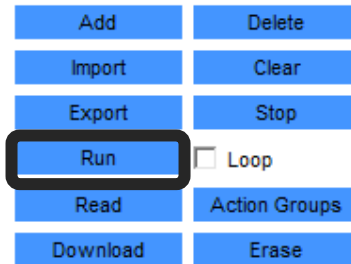 Add Delete
Import Clear
Export Stop
Run Loop
Read Action Groups
Download Erase